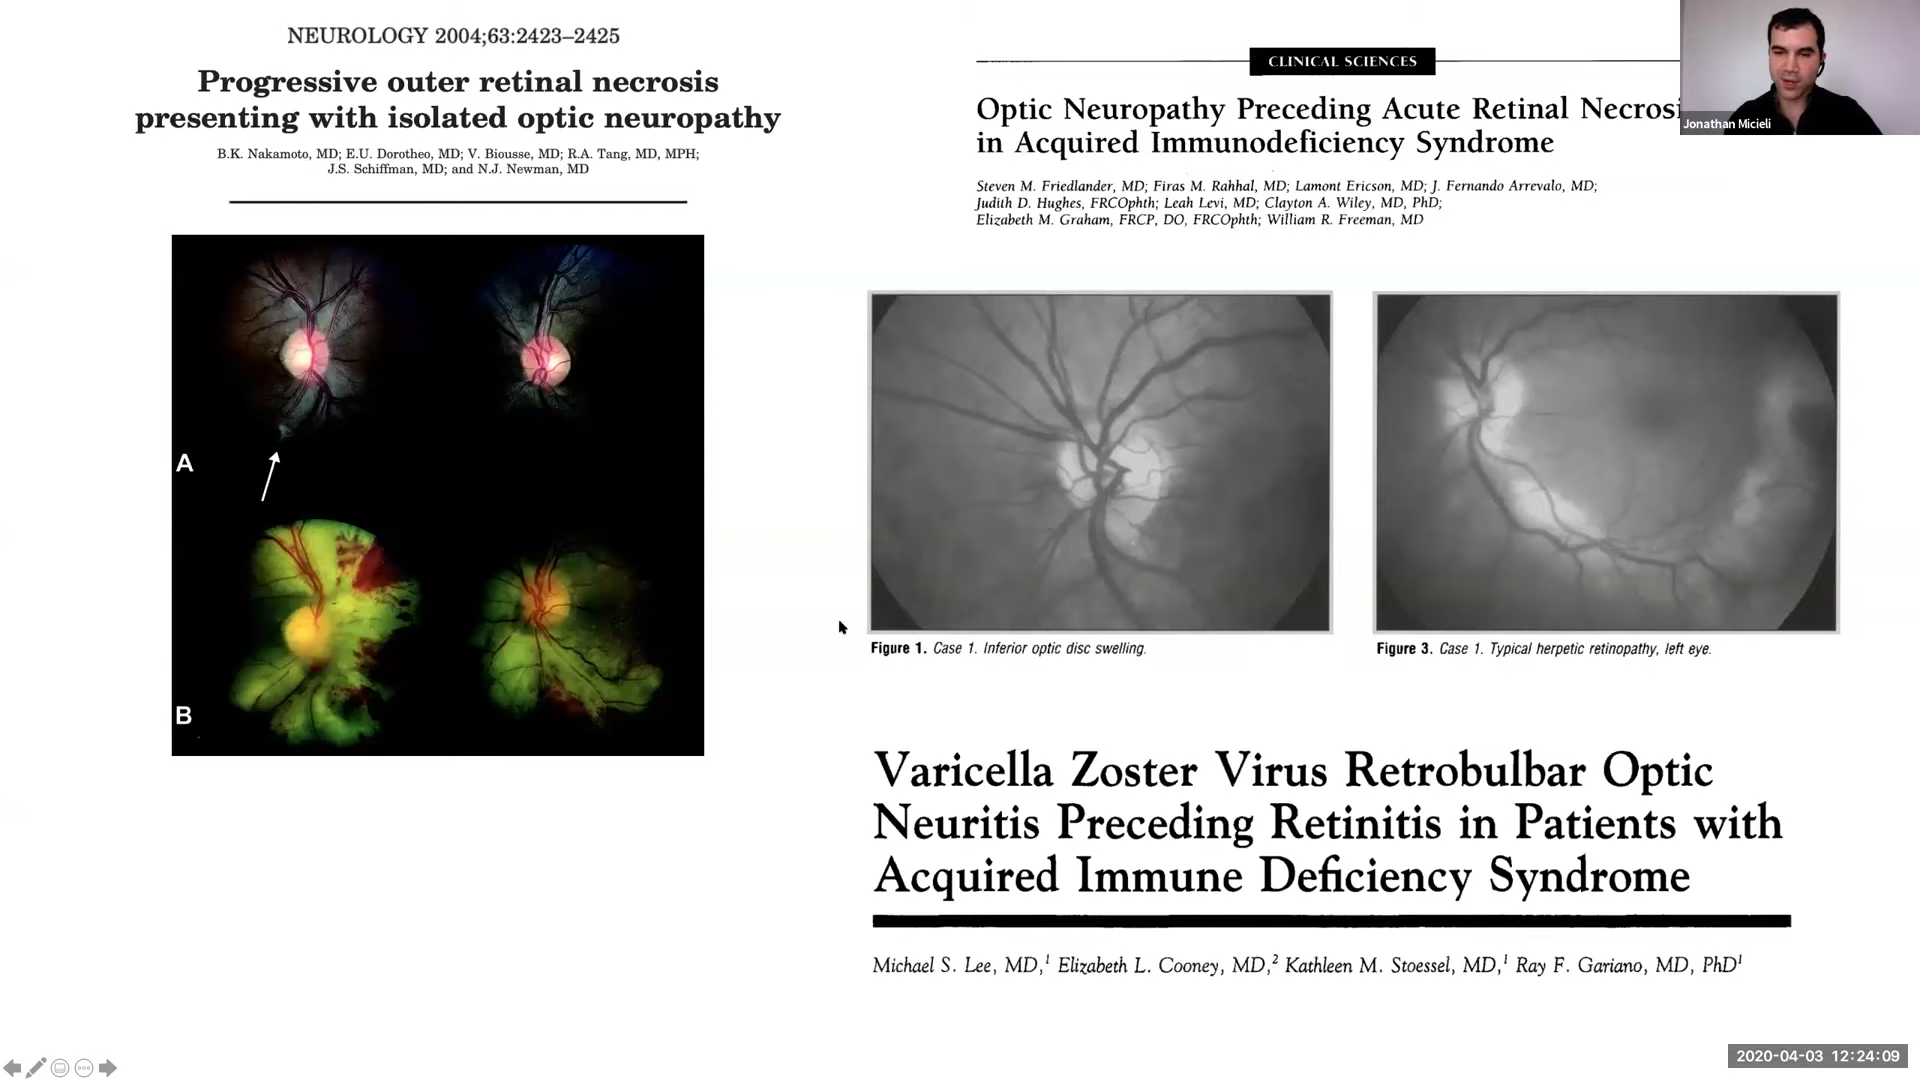 NEUROLOGY 2004;63:2423–2425
Progressive outer retinal necrosis
presenting with isolated optic neuropathy
B.K. Nakamoto, MD; E.U. Dorotheo, MD; V. Biousse, MD; R.A. Tang, MD, MPH;
J.S. Schiffman, MD; and N.J. Newman, MD
A
B
CLINICAL SCIENCES
Optic Neuropathy Preceding Acute Retinal Necrosi
in Acquired Immunodeficiency Syndrome
Steven M. Friedlander, MD; Firas M. Rahhal, MD; Lamont Ericson, MD; J. Fernando Arrevalo, MD;
Judith D. Hughes, FRCOphth; Leah Levi, MD; Clayton A. Wiley, MD, PhD;
Elizabeth M. Graham, FRCP, DO, FRCOphth; William R. Freeman, MD
Jonathan Micieli
Figure 1. Case 1. Inferior optic disc swelling.
Figure 3. Case 1. Typical herpetic retinopathy, left eye.
Varicella Zoster Virus Retrobulbar Optic
Neuritis Preceding Retinitis in Patients with
Acquired Immune Deficiency Syndrome
Michael S. Lee, MD,¹ Elizabeth L. Cooney, MD,² Kathleen M. Stoessel, MD,¹ Ray F. Gariano, MD, PhD¹
2020-04-03 12:24:09